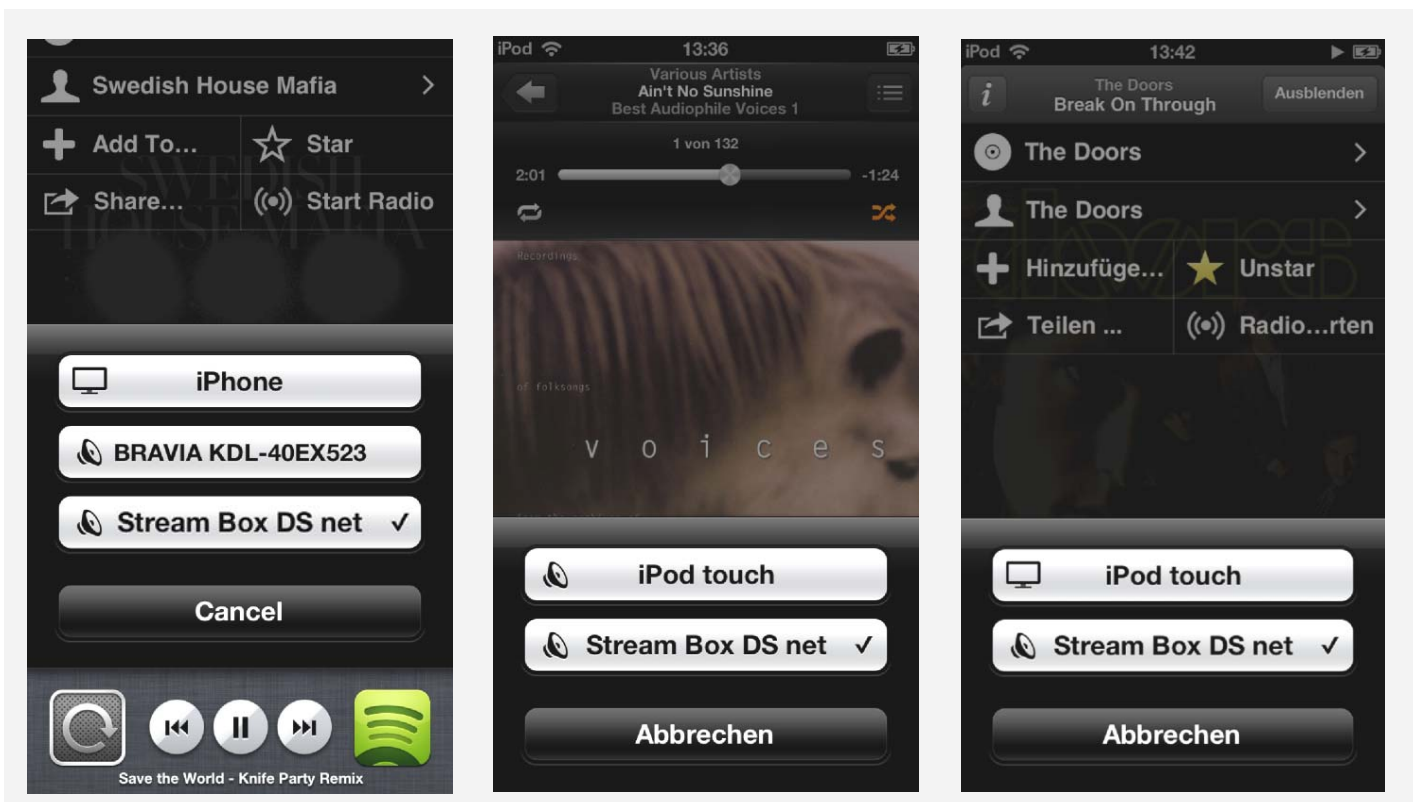 Swedish House Mafia
Add To...
Star
Share...
Start Radio
SWEDISH
HOUSE MAFIA
iPhone
BRAVIA KDL-40EX523
Stream Box DS net
Cancel
Save the World - Knife Party Remix
iPod
13:36
Various Artists
Ain't No Sunshine
Best Audiophile Voices 1
1 von 132
2:01
-1:24
Recordings
of folksongs
voices
iPod touch
Stream Box DS net
Abbrechen
iPod
13:42
The Doors
Break On Through
Ausblenden
The Doors
The Doors
Hinzufüge...
Unstar
Teilen ...
Radio...rten
iPod touch
Stream Box DS net
Abbrechen